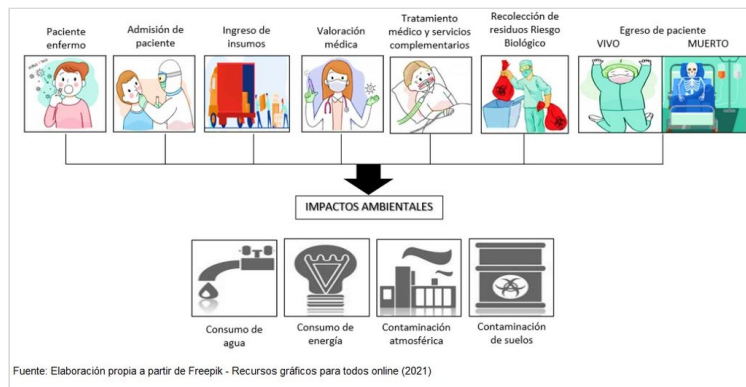 Paciente
enfermo
Admisión de
paciente
Ingreso de
insumos
Valoración
médica
Tratamiento
médico y servicios
complementarios
Recolección de
residuos Riesgo
Biológico
Egreso de paciente
VIVO MUERTO
IMPACTOS AMBIENTALES
Consumo de
agua
Consumo de
energía
Contaminación
atmosférica
Contaminación
de suelos
Fuente: Elaboración propia a partir de Freepik - Recursos gráficos para todos online (2021)